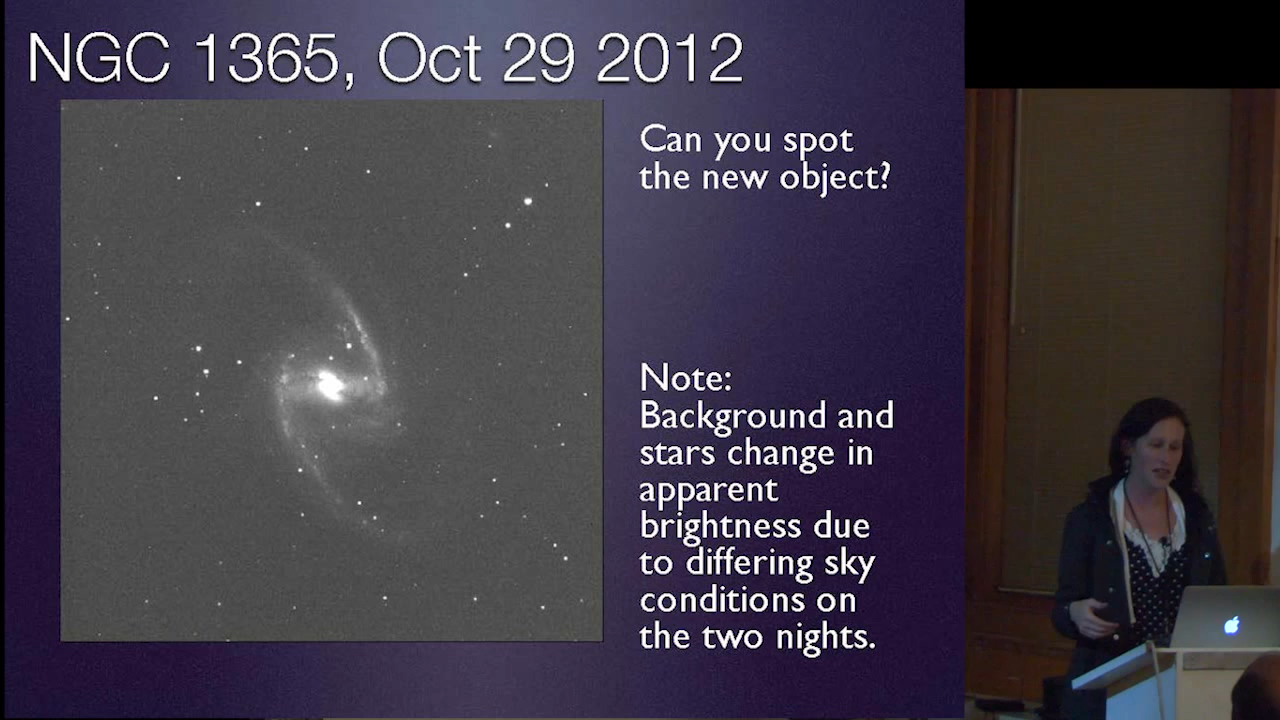 NGC 1365, Oct 29 2012
Can you spot
the new object?
Note:
Background and
stars change in
apparent
brightness due
to differing sky
conditions on
the two nights.